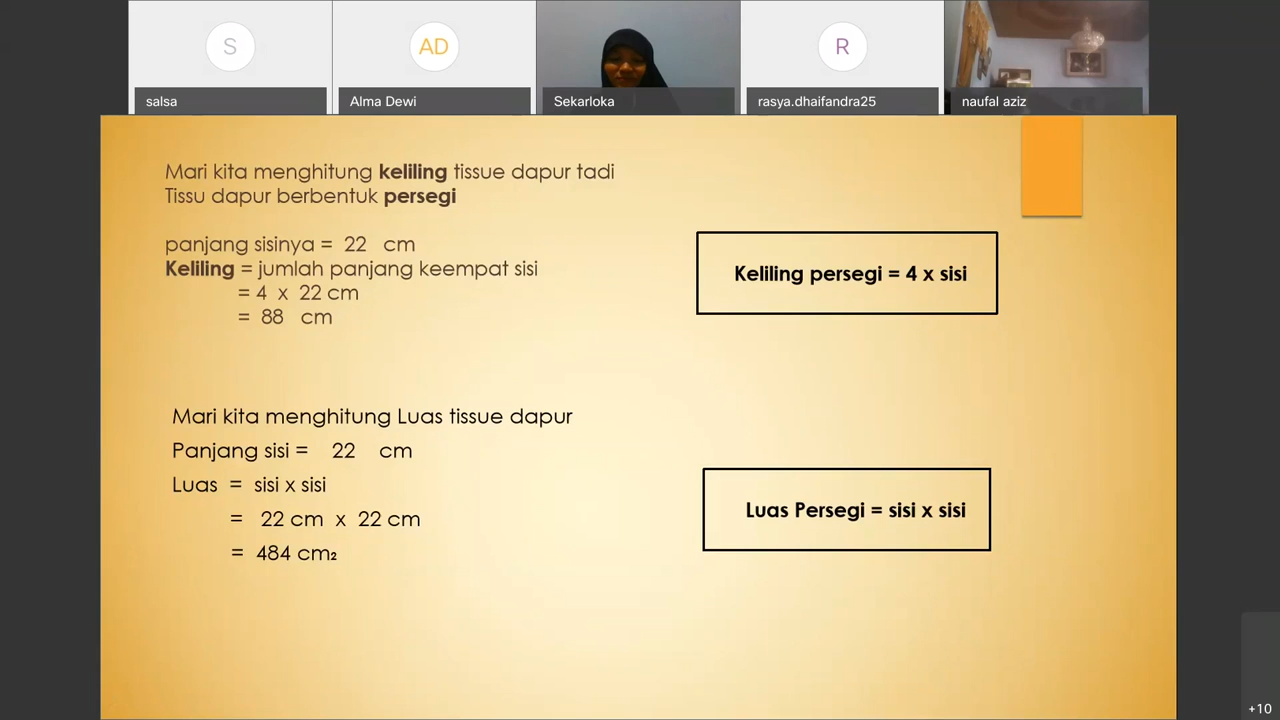 S
AD
R
salsa
Alma Dewi
Sekarloka
rasya.dhaifandra25
naufal aziz
Mari kita menghitung keliling tissue dapur tadi
Tissu dapur berbentuk persegi
panjang sisinya = 22 cm
Keliling = jumlah panjang keempat sisi
= 4 x 22 cm
= 88 cm
Keliling persegi = 4 x sisi
Mari kita menghitung Luas tissue dapur
Panjang sisi = 22 cm
Luas = sisi x sisi
= 22 cm x 22 cm
= 484 cm₂
Luas Persegi = sisi x sisi
+10